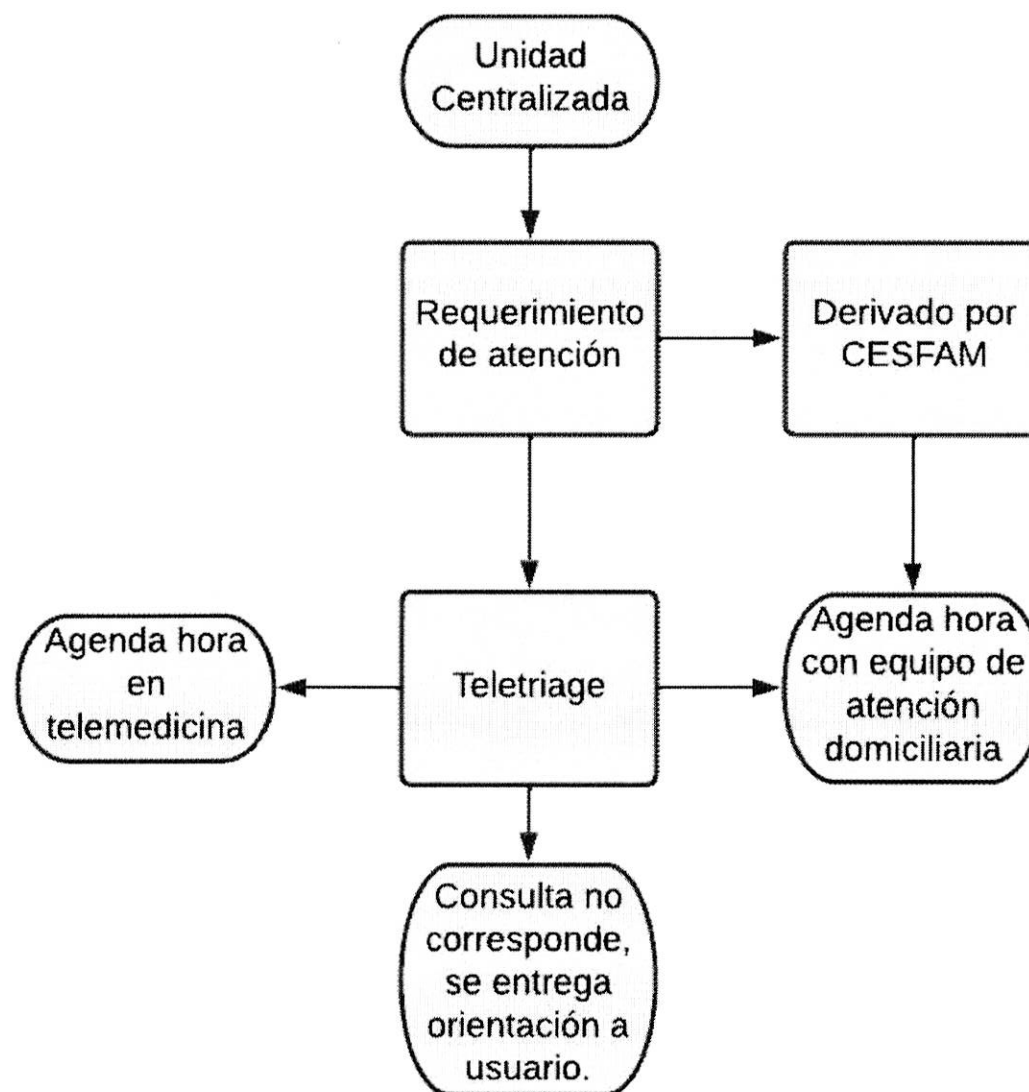 Unidad
Centralizada
Requerimiento
de atención
Derivado por
CESFAM
Agenda hora
en
telemedicina
Teletriage
Agenda hora
con equipo de
atención
domiciliaria
Consulta no
corresponde,
se entrega
orientación a
usuario.